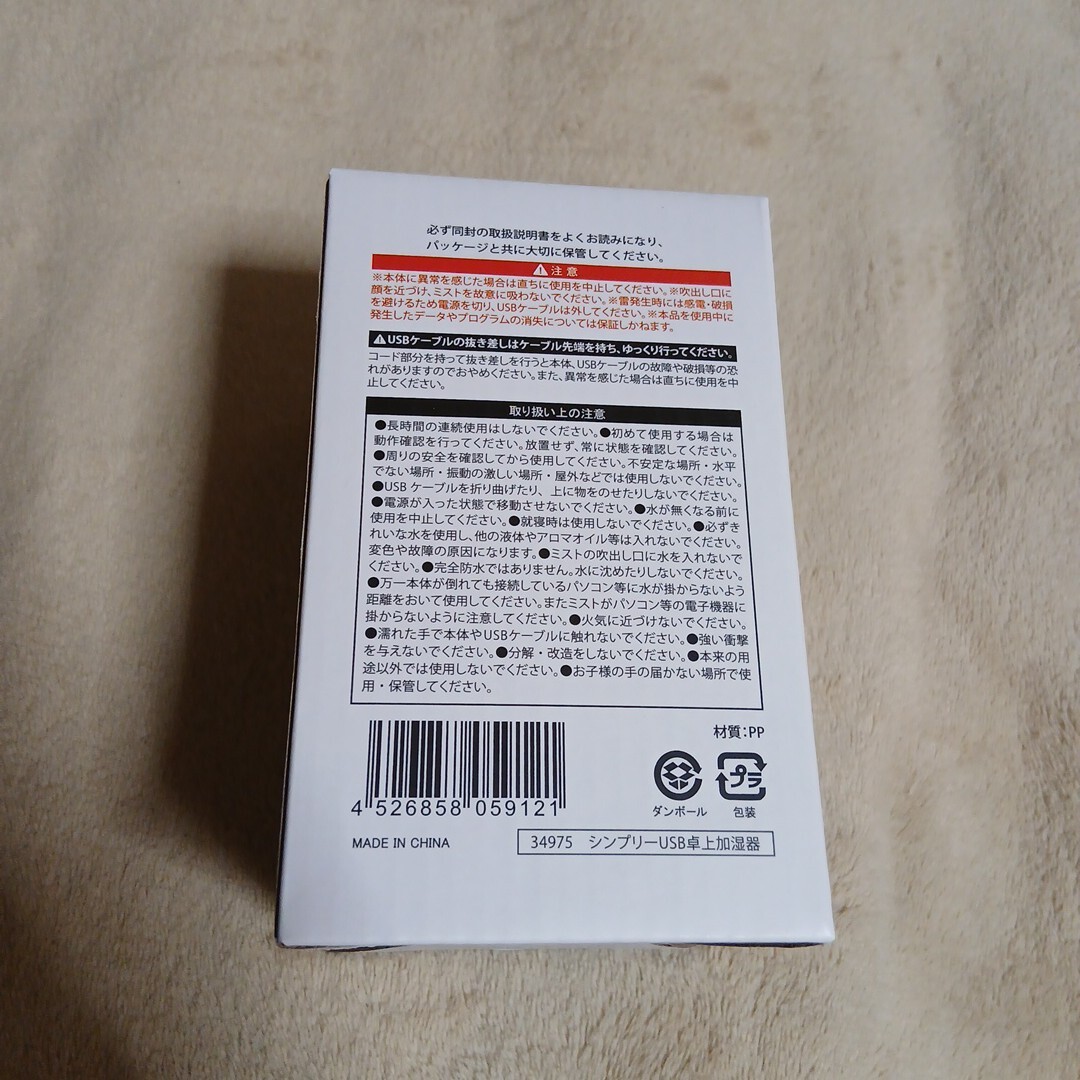 必ず同封の取扱説明書をよくお読みになり、
パッケージと共に大切に保管してください。
注意
※本体に異常を感じた場合は直ちに使用を中止してください。※吹出し口に
顔を近づけ、ミストを故意に吸わないでください。※雷発生時には感電・破損
を避けるため電源を切り、USBケーブルは外してください。※本品を使用中に
発生したデータやプログラムの消失については保証しかねます。
USBケーブルの抜き差しはケーブル先端を持ち、ゆっくり行ってください。
コード部分を持って抜き差しを行うと本体、USBケーブルの故障や破損等の恐
れがありますのでおやめください。また、異常を感じた場合は直ちに使用を中
止してください。
取り扱い上の注意
●長時間の連続使用はしないでください。●初めて使用する場合は
動作確認を行ってください。放置せず、常に状態を確認してください。
●周りの安全を確認してから使用してください。不安定な場所・水平
でない場所・振動の激しい場所・屋外などでは使用しないでください。
●USB ケーブルを折り曲げたり、上に物をのせたりしないでください。
●電源が入った状態で移動させないでください。●水が無くなる前に
使用を中止してください。●就寝時は使用しないでください。●必ずき
れいな水を使用し、他の液体やアロマオイル等は入れないでください。
変色や故障の原因になります。●ミストの吹出し口に水を入れないで
ください。●完全防水ではありません。水に沈めたりしないでください。
●万一本体が倒れても接続しているパソコン等に水が掛からないよう
距離をおいて使用してください。またミストがパソコン等の電子機器に
掛からないように注意してください。●火気に近づけないでください。
●濡れた手で本体やUSBケーブルに触れないでください。●強い衝撃
を与えないでください。●分解・改造をしないでください。●本来の用
途以外では使用しないでください。●お子様の手の届かない場所で使
用・保管してください。
材質：PP
プラ
ダンボール 包装
4 526858 059121
MADE IN CHINA
34975 シンプリーUSB卓上加湿器